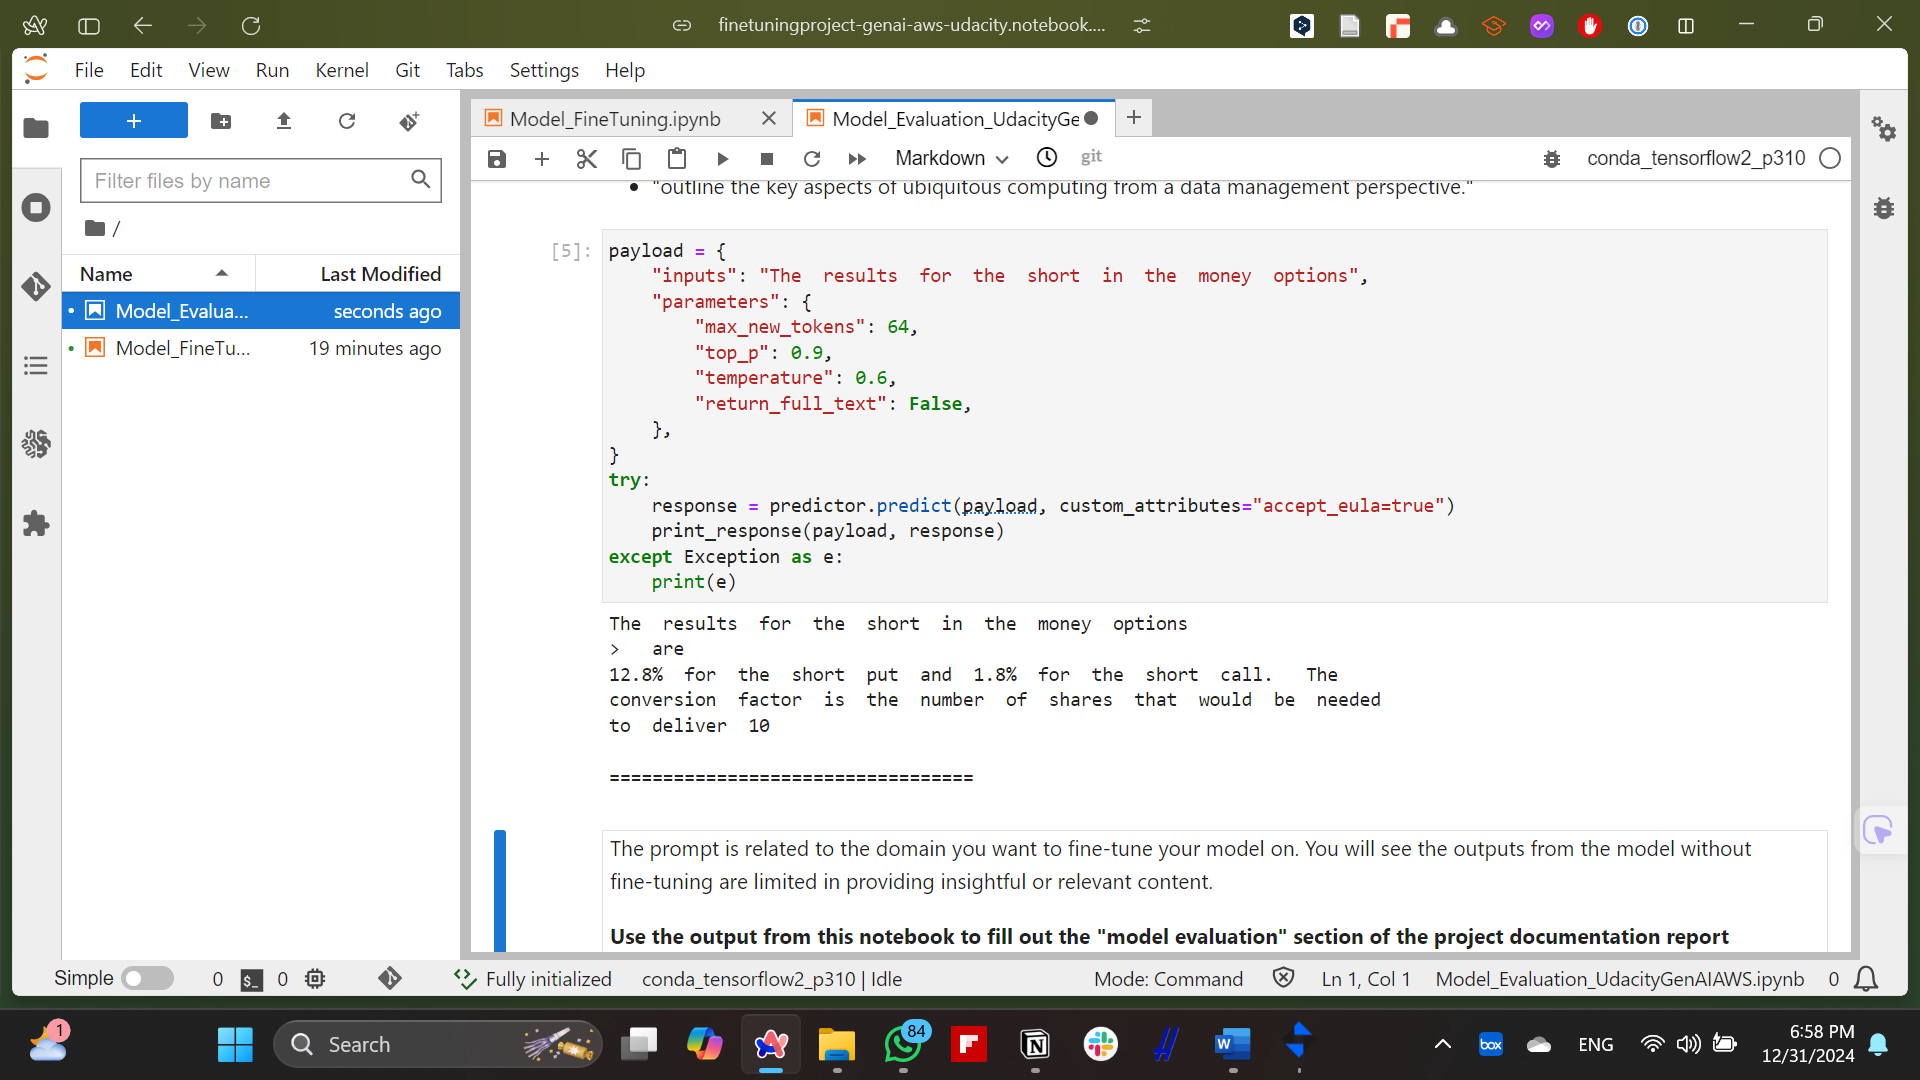 finetuningproject-genai-aws-udacity.notebook....
File Edit View Run Kernel Git Tabs Settings Help
+
Filter files by name
/
Name Last Modified
Model_Evalua... seconds ago
Model_FineTu... 19 minutes ago
Model_FineTuning.ipynb
Model_Evaluation_UdacityGe
Markdown
git
conda_tensorflow2_p310
"outline the key aspects of ubiquitous computing from a data management perspective."
[5]:
payload = {
    "inputs": "The  results  for  the  short  in  the  money  options",
    "parameters": {
        "max_new_tokens": 64,
        "top_p": 0.9,
        "temperature": 0.6,
        "return_full_text": False,
    },
}
try:
    response = predictor.predict(payload, custom_attributes="accept_eula=true")
    print_response(payload, response)
except Exception as e:
    print(e)
The  results  for  the  short  in  the  money  options
>   are
12.8%  for  the  short  put  and  1.8%  for  the  short  call.   The
conversion  factor  is  the  number  of  shares  that  would  be  needed
to  deliver  10
==================================
The prompt is related to the domain you want to fine-tune your model on. You will see the outputs from the model without
fine-tuning are limited in providing insightful or relevant content.
Use the output from this notebook to fill out the "model evaluation" section of the project documentation report
Simple 0 $_ 0 Fully initialized conda_tensorflow2_p310 | Idle Mode: Command Ln 1, Col 1 Model_Evaluation_UdacityGenAIAWS.ipynb 0
1
Search
84
N
W
box
ENG
6:58 PM
12/31/2024